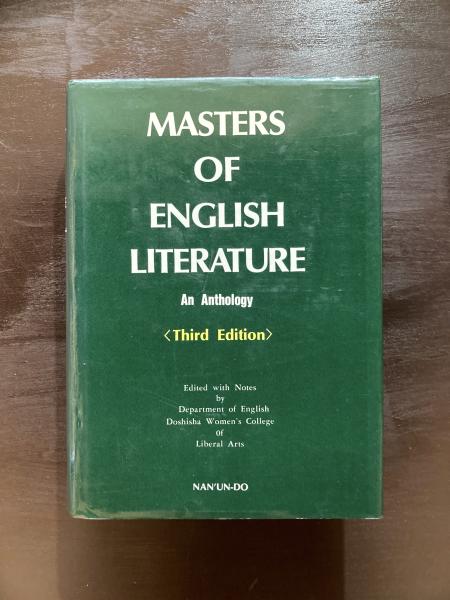 MASTERS
OF
ENGLISH
LITERATURE
An Anthology
〈Third Edition〉
Edited with Notes
by
Department of English
Doshisha Women's College
0f
Liberal Arts
NAN'UN-DO